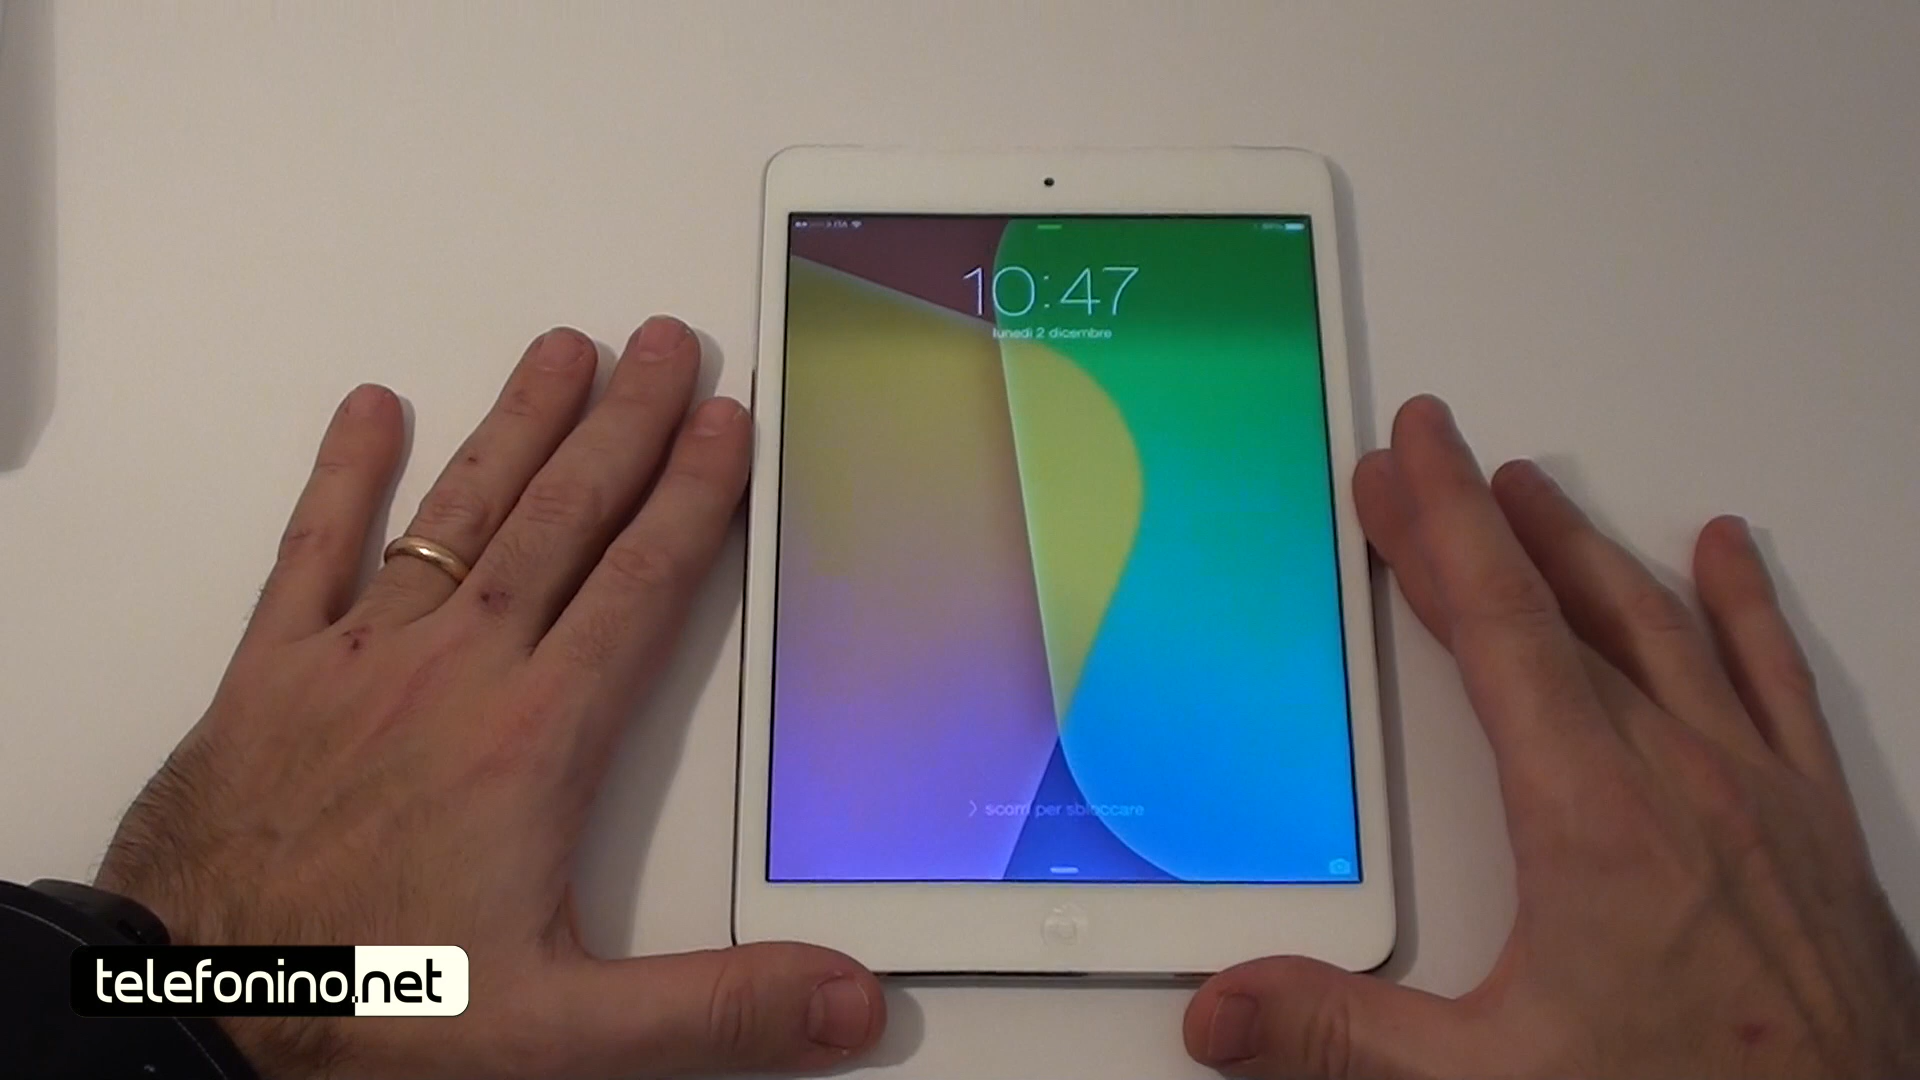 10:47
lunedì 2 dicembre
scorri per sbloccare
telefonino.net